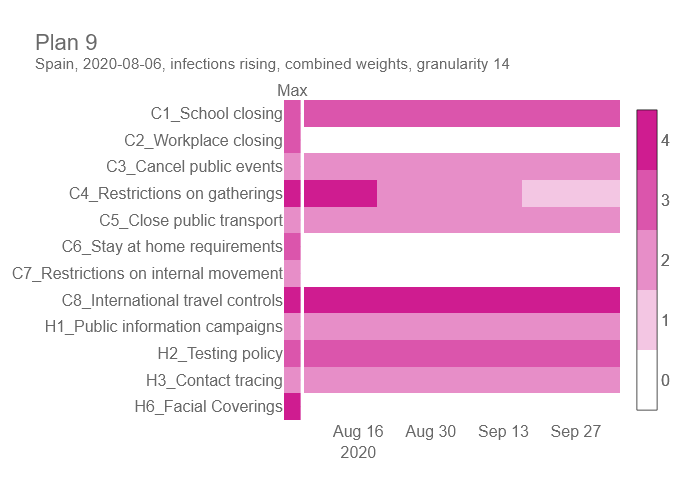 Plan 9
Spain, 2020-08-06, infections rising, combined weights, granularity 14
Max
C1_School closing
C2_Workplace closing
C3_Cancel public events
C4_Restrictions on gatherings
C5_Close public transport
C6_Stay at home requirements
C7_Restrictions on internal movement
C8_International travel controls
H1_Public information campaigns
H2_Testing policy
H3_Contact tracing
H6_Facial Coverings
Aug 16 Aug 30 Sep 13 Sep 27
2020
4
3
2
1
0